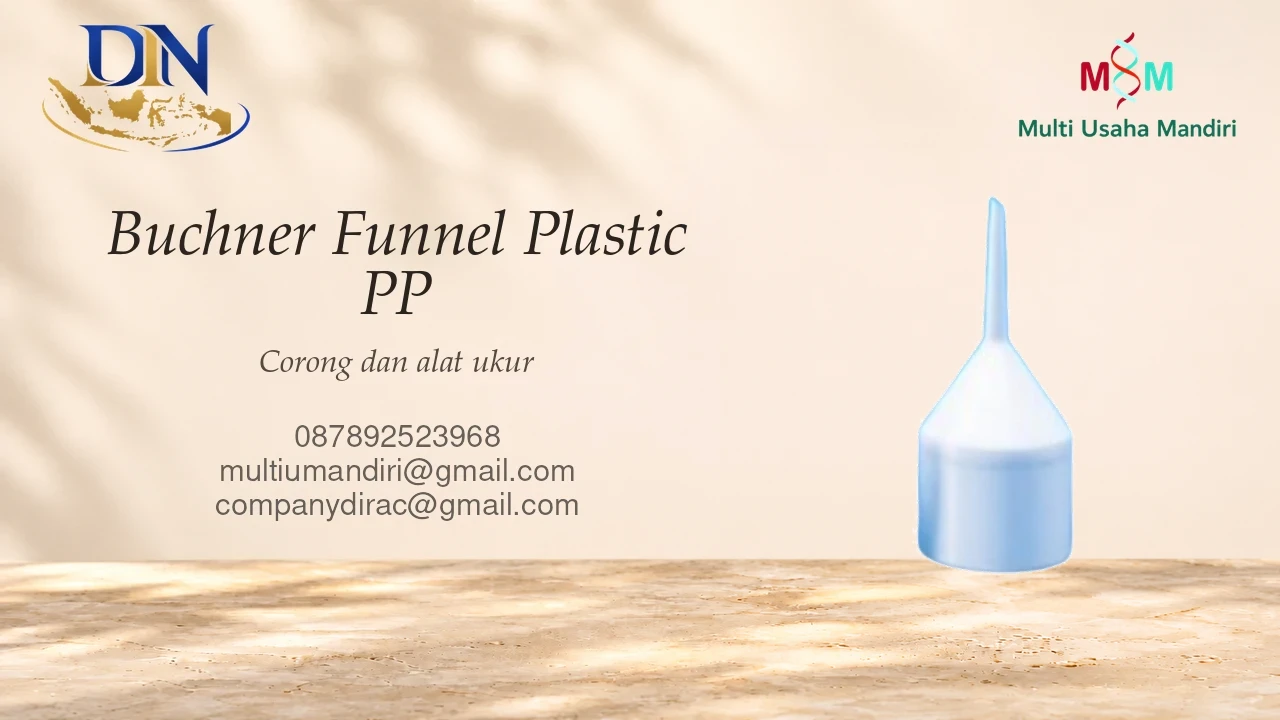 DN
M M
Multi Usaha Mandiri
Buchner Funnel Plastic
PP
Corong dan alat ukur
087892523968
multiumandiri@gmail.com
companydirac@gmail.com